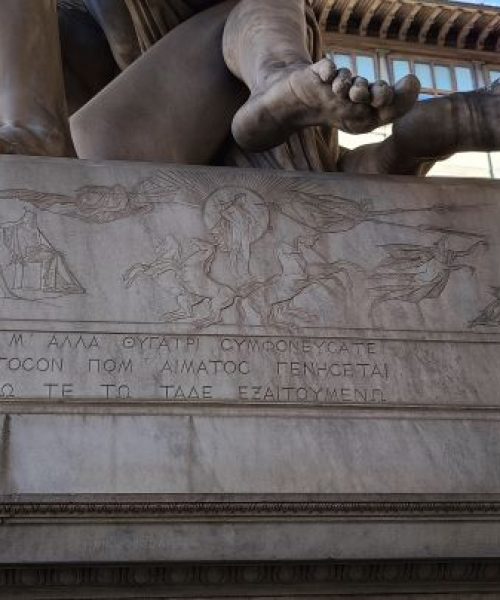 Μ᾽ ΑΛΛΑ ΘΥΓΑΤΡΙ CΥΜΦΟΝΕΥCΑΤΕ
ΤΟCΟΝ ΠΟΜ᾽ ΑΙΜΑΤΟC ΓΕΝΗCΕΤΑΙ
ΤΕ ΤΩ ΤΑΔΕ ΕΞΑΙΤΟΥΜΕΝΩ